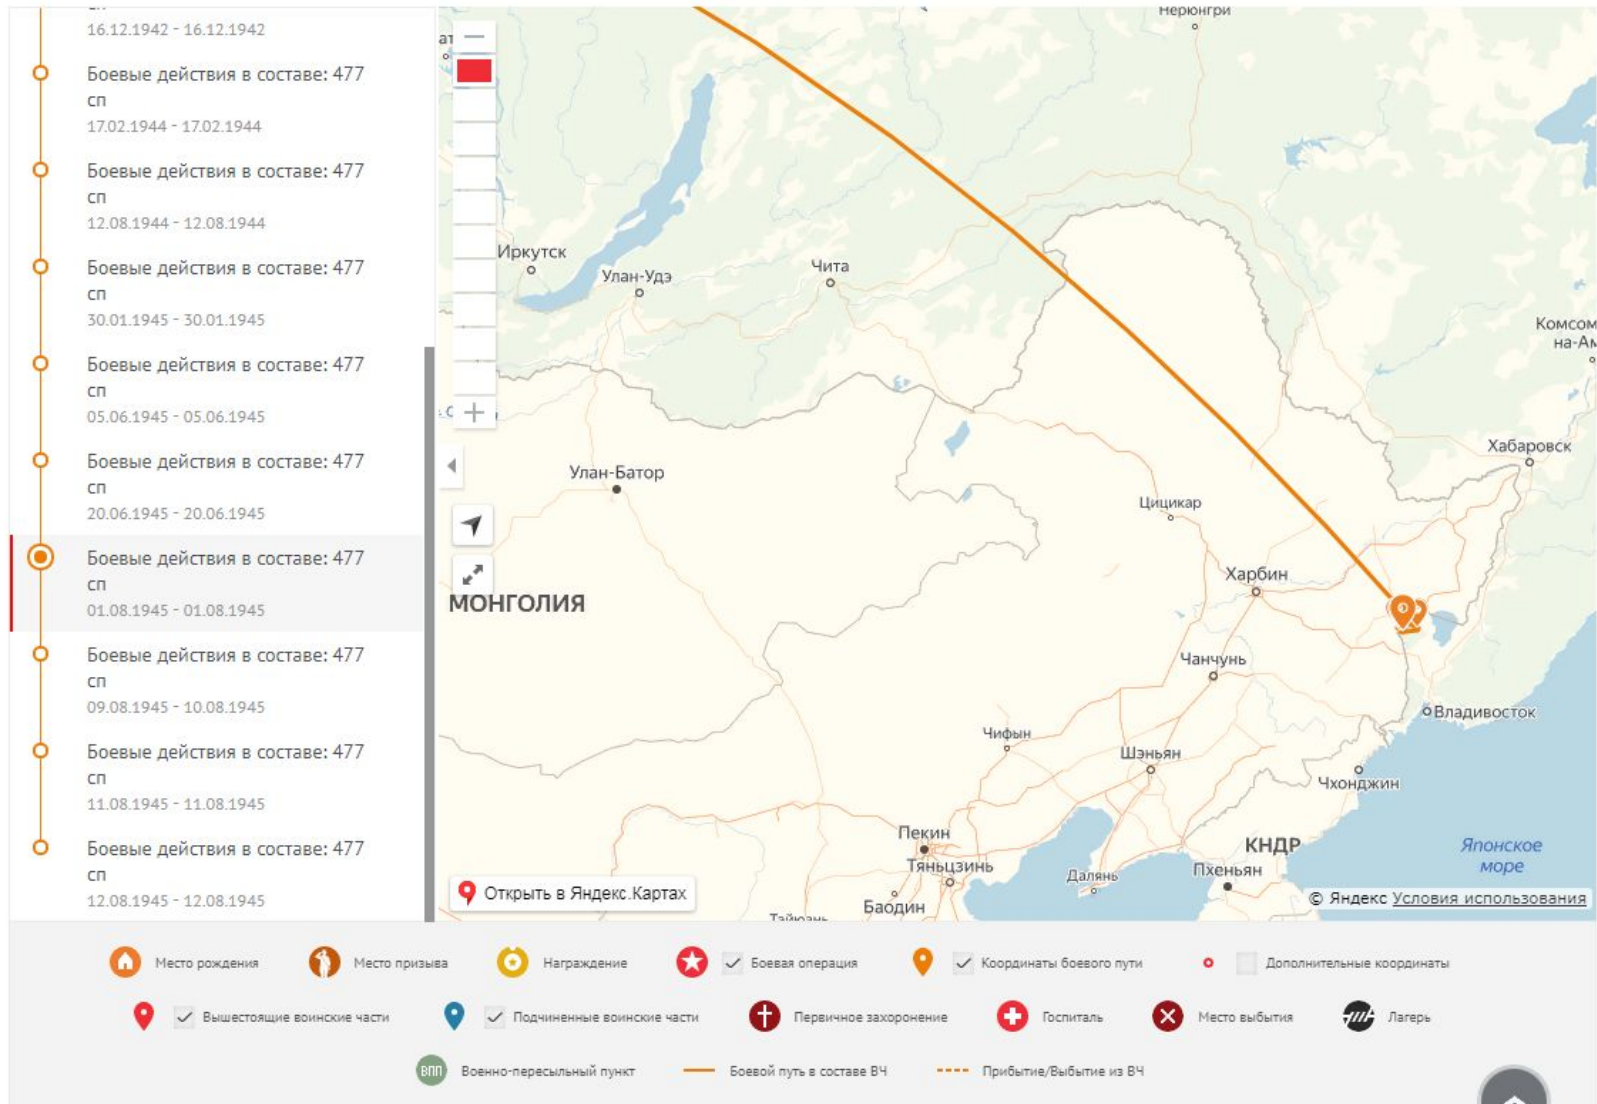 16.12.1942 - 16.12.1942
Боевые действия в составе: 477
сп
17.02.1944 - 17.02.1944
Боевые действия в составе: 477
сп
12.08.1944 - 12.08.1944
Боевые действия в составе: 477
сп
30.01.1945 - 30.01.1945
Боевые действия в составе: 477
сп
05.06.1945 - 05.06.1945
Боевые действия в составе: 477
сп
20.06.1945 - 20.06.1945
Боевые действия в составе: 477
сп
01.08.1945 - 01.08.1945
Боевые действия в составе: 477
сп
09.08.1945 - 10.08.1945
Боевые действия в составе: 477
сп
11.08.1945 - 11.08.1945
Боевые действия в составе: 477
сп
12.08.1945 - 12.08.1945
Нерюнгри
Иркутск
Улан-Удэ
Чита
Комсом
на-Ам
Хабаровск
Улан-Батор
Цицикар
Харбин
МОНГОЛИЯ
Чанчунь
Владивосток
Чифын
Шэньян
Чхонджин
Пекин
Тяньцзинь
КНДР
Японское
море
Далянь
Пхеньян
Баодин
Тайюань
Открыть в Яндекс.Картах
© Яндекс Условия использования
Место рождения
Место призыва
Награждение
Боевая операция
Координаты боевого пути
Дополнительные координаты
Вышестоящие воинские части
Подчиненные воинские части
Первичное захоронение
Госпиталь
Место выбытия
Лагерь
ВПП
Военно-пересыльный пункт
Боевой путь в составе ВЧ
Прибытие/Выбытие из ВЧ